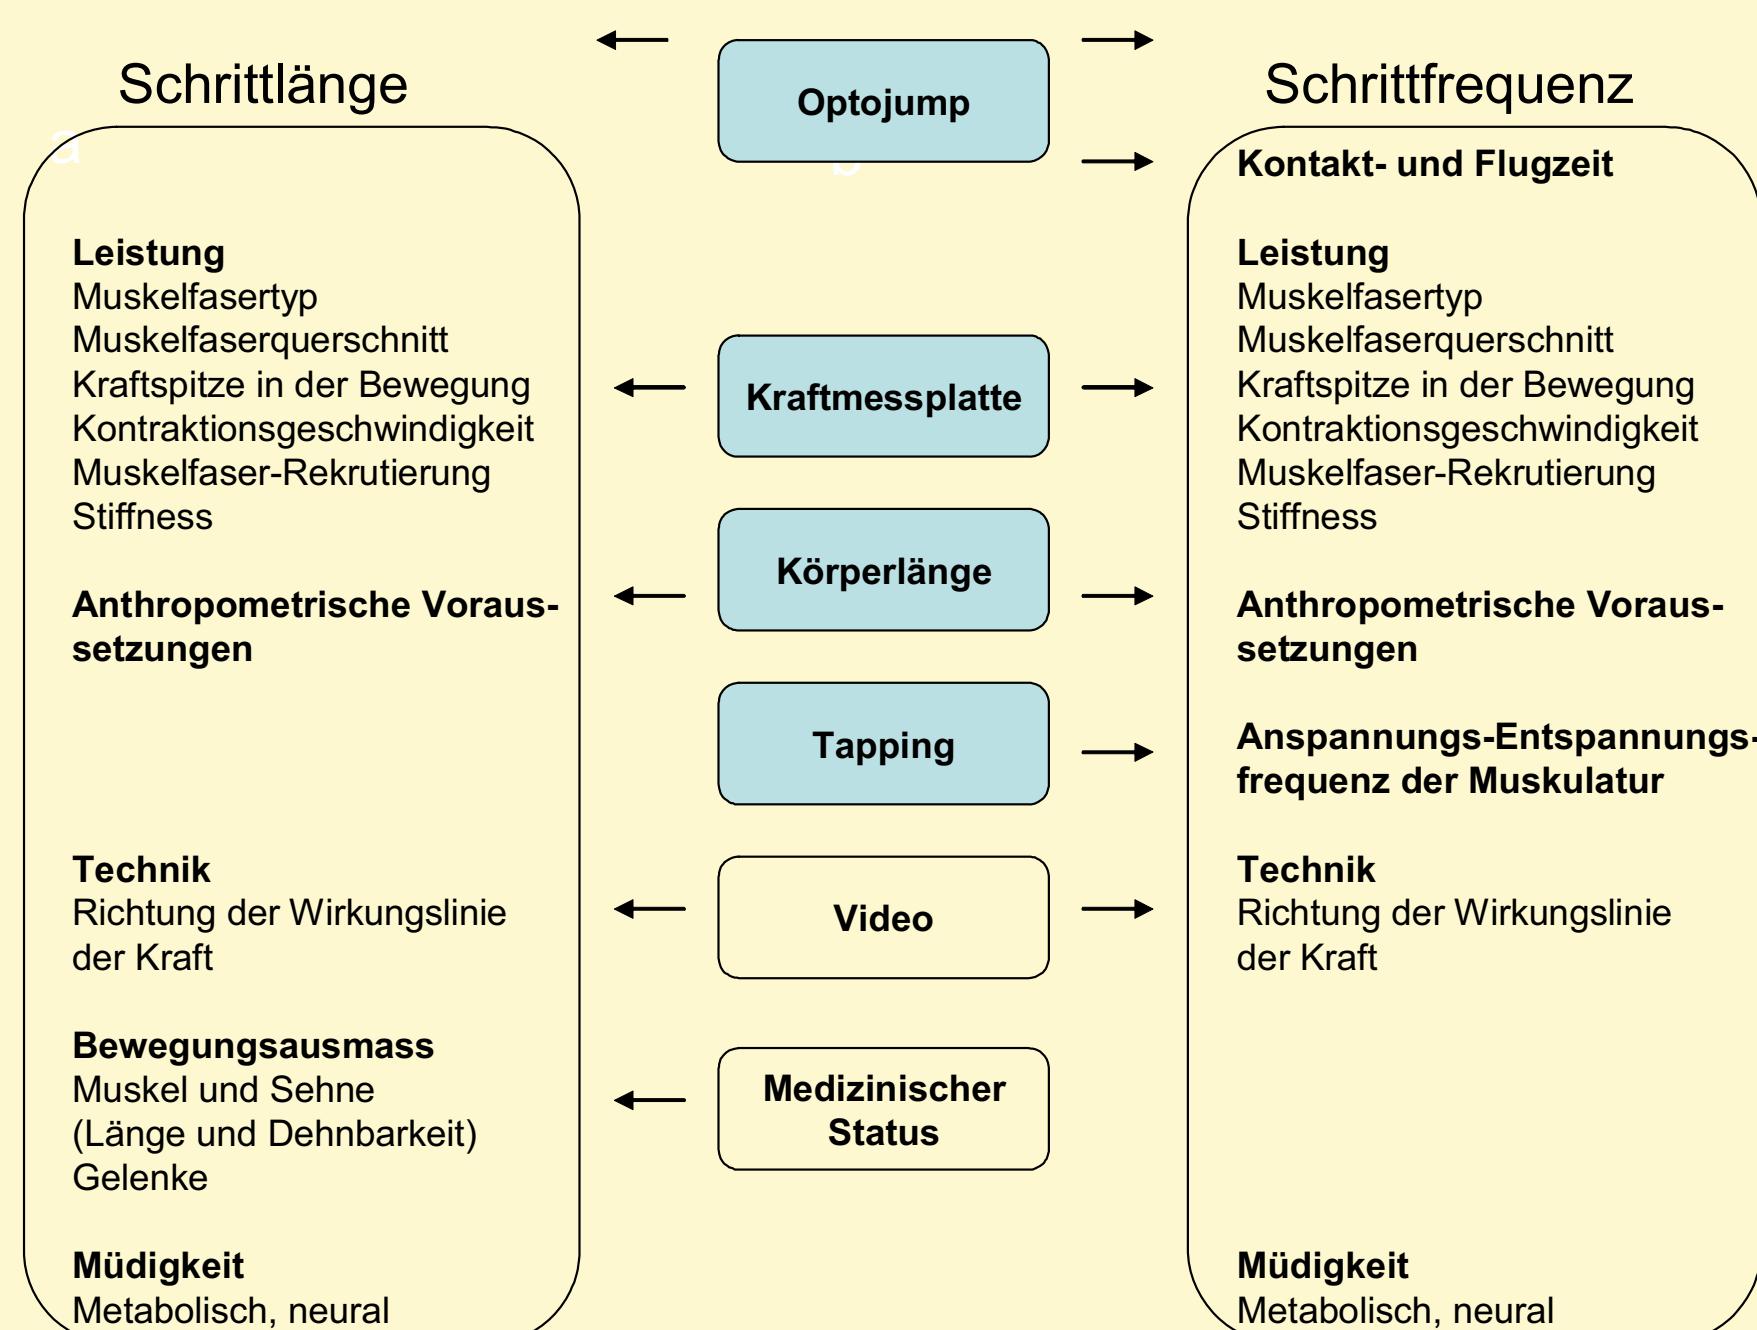 Schrittlänge
a
Leistung
Muskelfasertyp
Muskelfaserquerschnitt
Kraftspitze in der Bewegung
Kontraktionsgeschwindigkeit
Muskelfaser-Rekrutierung
Stiffness
Anthropometrische Voraus-
setzungen
Technik
Richtung der Wirkungslinie
der Kraft
Bewegungsausmass
Muskel und Sehne
(Länge und Dehnbarkeit)
Gelenke
Müdigkeit
Metabolisch, neural
Optojump
b
Kraftmessplatte
Körperlänge
Tapping
Video
Medizinischer
Status
Schrittfrequenz
Kontakt- und Flugzeit
Leistung
Muskelfasertyp
Muskelfaserquerschnitt
Kraftspitze in der Bewegung
Kontraktionsgeschwindigkeit
Muskelfaser-Rekrutierung
Stiffness
Anthropometrische Voraus-
setzungen
Anspannungs-Entspannungs-
frequenz der Muskulatur
Technik
Richtung der Wirkungslinie
der Kraft
Müdigkeit
Metabolisch, neural